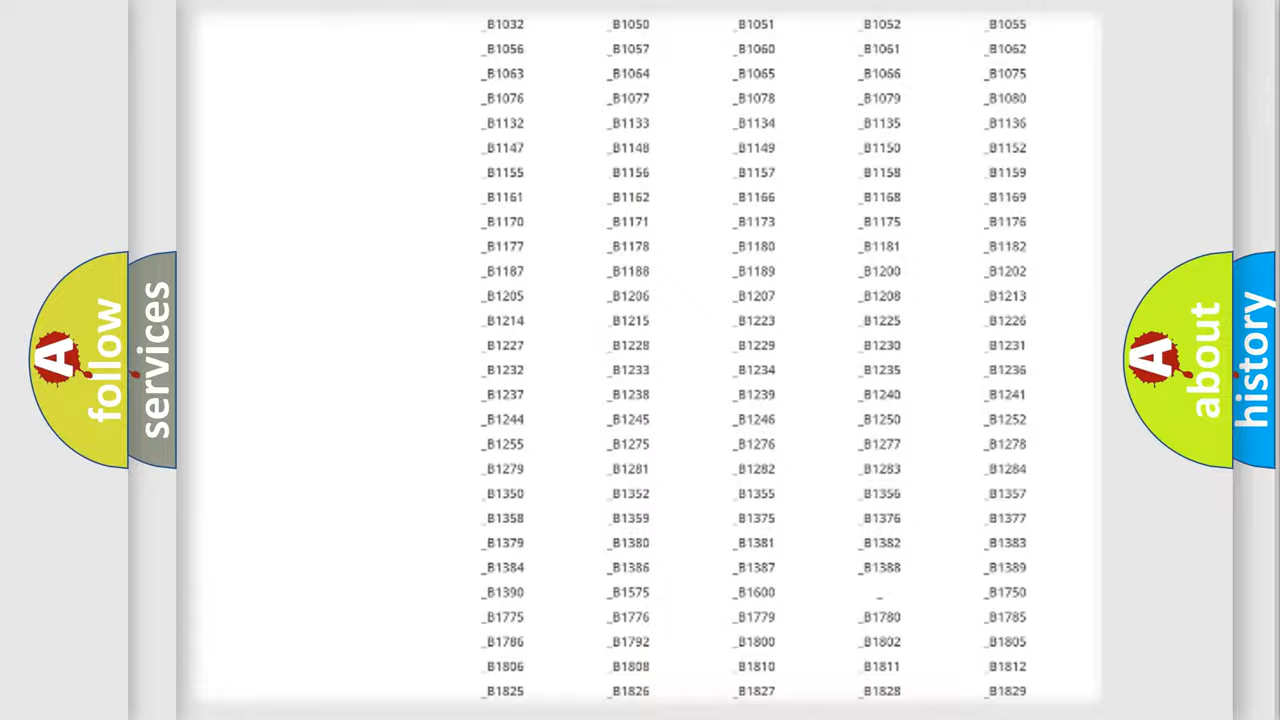 _B1032 _B1050 _B1051 _B1052 _B1055
_B1056 _B1057 _B1060 _B1061 _B1062
_B1063 _B1064 _B1065 _B1066 _B1075
_B1076 _B1077 _B1078 _B1079 _B1080
_B1132 _B1133 _B1134 _B1135 _B1136
_B1147 _B1148 _B1149 _B1150 _B1152
_B1155 _B1156 _B1157 _B1158 _B1159
_B1161 _B1162 _B1166 _B1168 _B1169
_B1170 _B1171 _B1173 _B1175 _B1176
_B1177 _B1178 _B1180 _B1181 _B1182
_B1187 _B1188 _B1189 _B1200 _B1202
_B1205 _B1206 _B1207 _B1208 _B1213
_B1214 _B1215 _B1223 _B1225 _B1226
_B1227 _B1228 _B1229 _B1230 _B1231
_B1232 _B1233 _B1234 _B1235 _B1236
_B1237 _B1238 _B1239 _B1240 _B1241
_B1244 _B1245 _B1246 _B1250 _B1252
_B1255 _B1275 _B1276 _B1277 _B1278
_B1279 _B1281 _B1282 _B1283 _B1284
_B1350 _B1352 _B1355 _B1356 _B1357
_B1358 _B1359 _B1375 _B1376 _B1377
_B1379 _B1380 _B1381 _B1382 _B1383
_B1384 _B1386 _B1387 _B1388 _B1389
_B1390 _B1575 _B1600 _ _B1750
_B1775 _B1776 _B1779 _B1780 _B1785
_B1786 _B1792 _B1800 _B1802 _B1805
_B1806 _B1808 _B1810 _B1811 _B1812
_B1825 _B1826 _B1827 _B1828 _B1829
A follow
services
A about
history